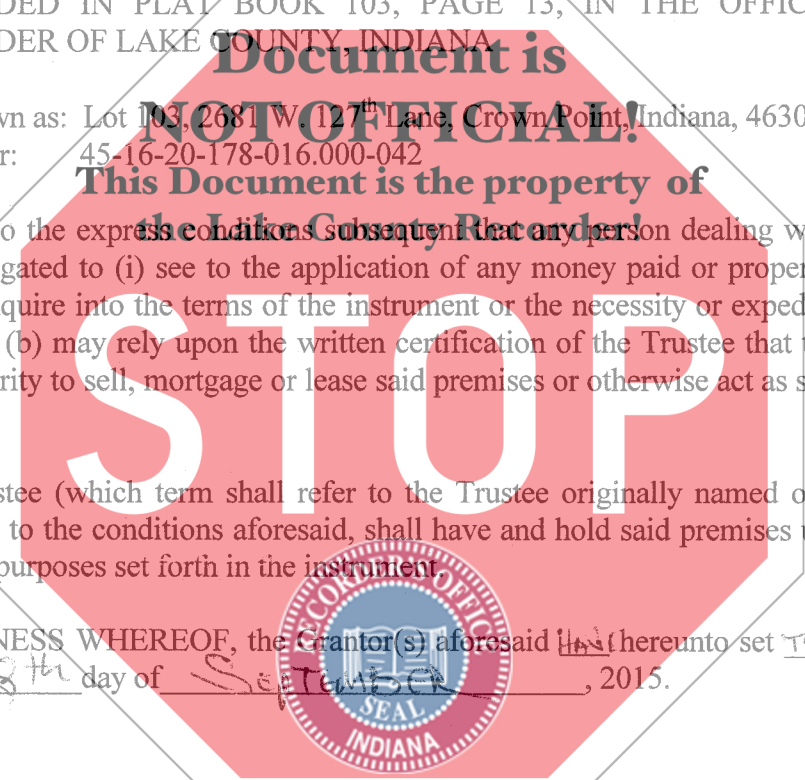 DED IN PLAT BOOK 103, PAGE 13, IN THE OFFIC
DER OF LAKE COUNTY, INDIANA
Document is
NOT OFFICIAL!
This Document is the property of
the Lake County Recorder!
wn as: Lot 103, 2681 W. 127th Lane, Crown Point, Indiana, 4630
r: 45-16-20-178-016.000-042
o the express conditions subsequent that any person dealing w
gated to (i) see to the application of any money paid or proper
quire into the terms of the instrument or the necessity or exped
(b) may rely upon the written certification of the Trustee that
rity to sell, mortgage or lease said premises or otherwise act as s
STOP
stee (which term shall refer to the Trustee originally named o
to the conditions aforesaid, shall have and hold said premises u
purposes set forth in the instrument.
NESS WHEREOF, the Grantor(s) aforesaid hereunto set
8th day of September, 2015.
RECORDER'S OFFICE
SEAL
INDIANA